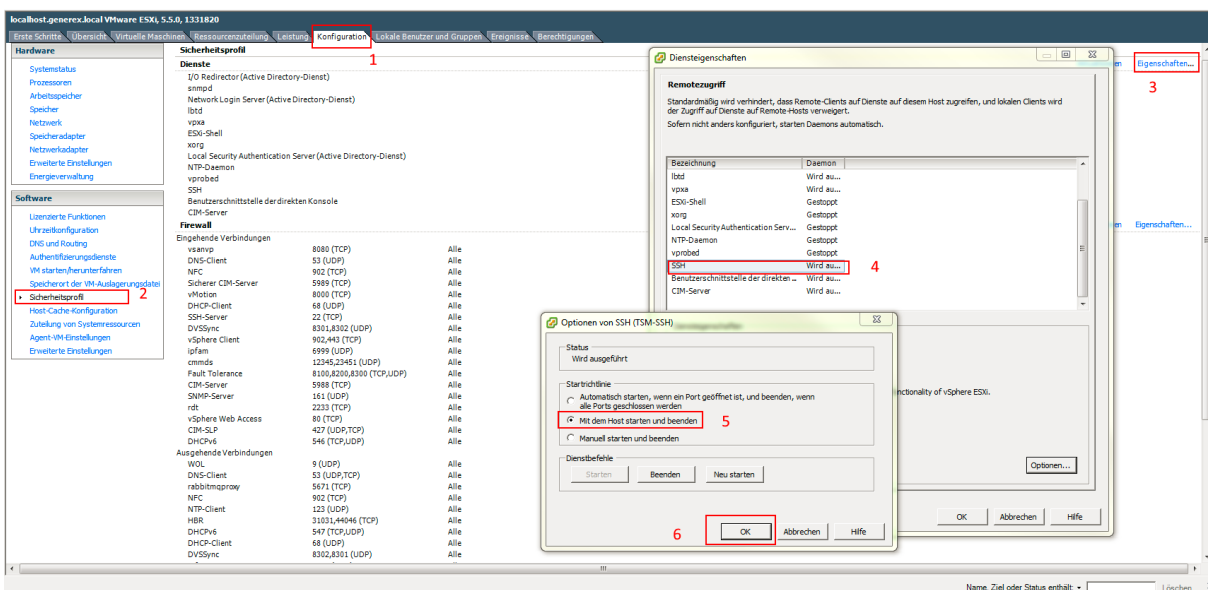 localhost.generex.local VMware ESXi, 5.5.0, 1331820
Erste Schritte Übersicht Virtuelle Maschinen Ressourcenzuteilung Leistung Konfiguration Lokale Benutzer und Gruppen Ereignisse Berechtigungen
1
Hardware
Systemstatus
Prozessoren
Arbeitsspeicher
Speicher
Netzwerk
Speicheradapter
Netzwerkadapter
Erweiterte Einstellungen
Energieverwaltung
Software
Lizenzierte Funktionen
Uhrzeitkonfiguration
DNS und Routing
Authentifizierungsdienste
VM starten/herunterfahren
Speicherort der VM-Auslagerungsdatei
Sicherheitsprofil 2
Host-Cache-Konfiguration
Zuteilung von Systemressourcen
Agent-VM-Einstellungen
Erweiterte Einstellungen
Sicherheitsprofil
Dienste
I/O Redirector (Active Directory-Dienst)
snmpd
Network Login Server (Active Directory-Dienst)
lbtd
vpxa
ESXi-Shell
xorg
Local Security Authentication Server (Active Directory-Dienst)
NTP-Daemon
vprobed
SSH
Benutzerschnittstelle der direkten Konsole
CIM-Server
Firewall
Eingehende Verbindungen
vsanvp 8080 (TCP) Alle
DNS-Client 53 (UDP) Alle
NFC 902 (TCP) Alle
Sicherer CIM-Server 5989 (TCP) Alle
vMotion 8000 (TCP) Alle
DHCP-Client 68 (UDP) Alle
SSH-Server 22 (TCP) Alle
DVSSync 8301,8302 (UDP) Alle
vSphere Client 902,443 (TCP) Alle
ipfam 6999 (UDP) Alle
cmmds 12345,23451 (UDP) Alle
Fault Tolerance 8100,8200,8300 (TCP,UDP) Alle
CIM-Server 5988 (TCP) Alle
SNMP-Server 161 (UDP) Alle
rdt 2233 (TCP) Alle
vSphere Web Access 80 (TCP) Alle
CIM-SLP 427 (UDP,TCP) Alle
DHCPv6 546 (TCP,UDP) Alle
Ausgehende Verbindungen
WOL 9 (UDP) Alle
DNS-Client 53 (UDP,TCP) Alle
rabbitmqproxy 5671 (TCP) Alle
NFC 902 (TCP) Alle
NTP-Client 123 (UDP) Alle
HBR 31031,44046 (TCP) Alle
DHCPv6 547 (TCP,UDP) Alle
DHCP-Client 68 (UDP) Alle
DVSSync 8302,8301 (UDP) Alle
en Eigenschaften...
3
en Eigenschaften...
Diensteigenschaften
Remotezugriff
Standardmäßig wird verhindert, dass Remote-Clients auf Dienste auf diesem Host zugreifen, und lokalen Clients wird
der Zugriff auf Dienste auf Remote-Hosts verweigert.
Sofern nicht anders konfiguriert, starten Daemons automatisch.
Bezeichnung Daemon
lbtd Wird au...
vpxa Wird au...
ESXi-Shell Gestoppt
xorg Gestoppt
Local Security Authentication Serv... Gestoppt
NTP-Daemon Gestoppt
vprobed Gestoppt
SSH Wird au... 4
Benutzerschnittstelle der direkten ... Wird au...
CIM-Server Wird au...
nctionality of vSphere ESXi.
Optionen...
OK Abbrechen Hilfe
Optionen von SSH (TSM-SSH)
Status
Wird ausgeführt
Startrichtlinie
Automatisch starten, wenn ein Port geöffnet ist, und beenden, wenn
alle Ports geschlossen werden
Mit dem Host starten und beenden 5
Manuell starten und beenden
Dienstbefehle
Starten Beenden Neu starten
6 OK Abbrechen Hilfe
Name, Ziel oder Status enthält: Löschen